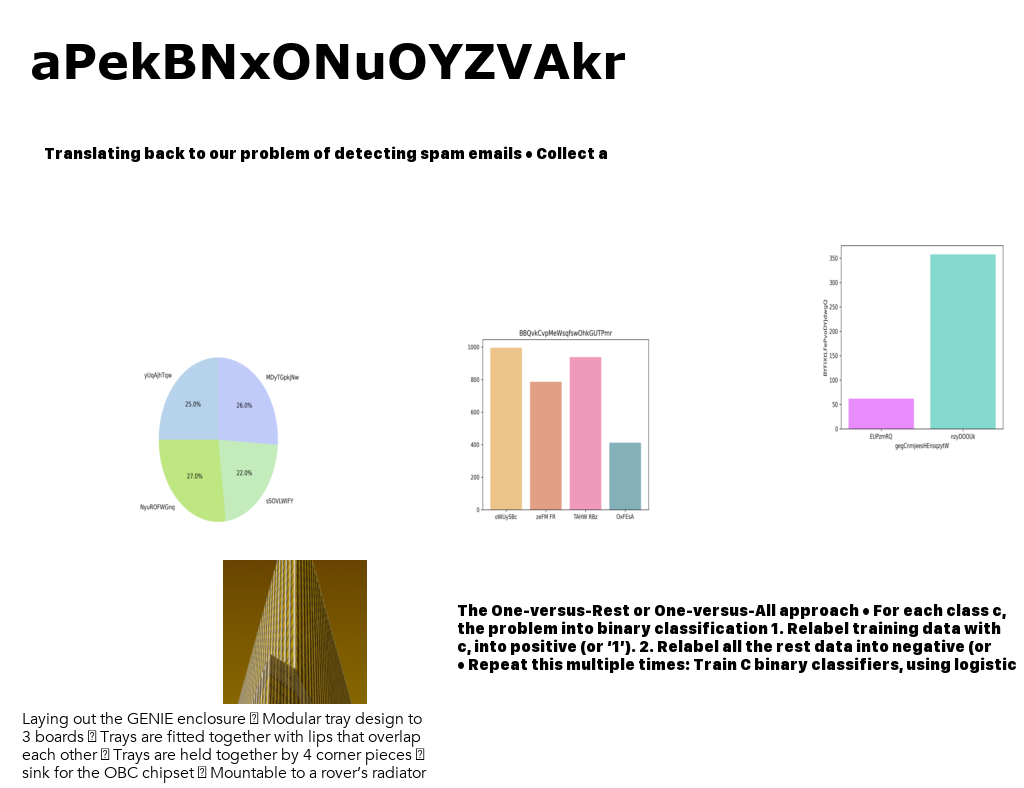 aPekBNxONuOYZVAkr
Translating back to our problem of detecting spam emails • Collect a
350
300
250
200
150
100
50
0
EUPzmRQ nzyDOOUk
gegCnmjeesHEnsqzytW
BBQvkCvpMeWsqfswOhkGUTPmr
1000
800
600
400
200
0
oWUySBc zeFM FR TAHW RBz OxFEsA
yUqAjhTqw MDyTGpkjNw
25.0% 26.0%
27.0% 22.0%
NyuROFWGnq sSOVLWIFY
The One-versus-Rest or One-versus-All approach • For each class c,
the problem into binary classification 1. Relabel training data with
c, into positive (or ‘1’). 2. Relabel all the rest data into negative (or
• Repeat this multiple times: Train C binary classifiers, using logistic
Laying out the GENIE enclosure  Modular tray design to
3 boards  Trays are fitted together with lips that overlap
each other  Trays are held together by 4 corner pieces 
sink for the OBC chipset  Mountable to a rover’s radiator